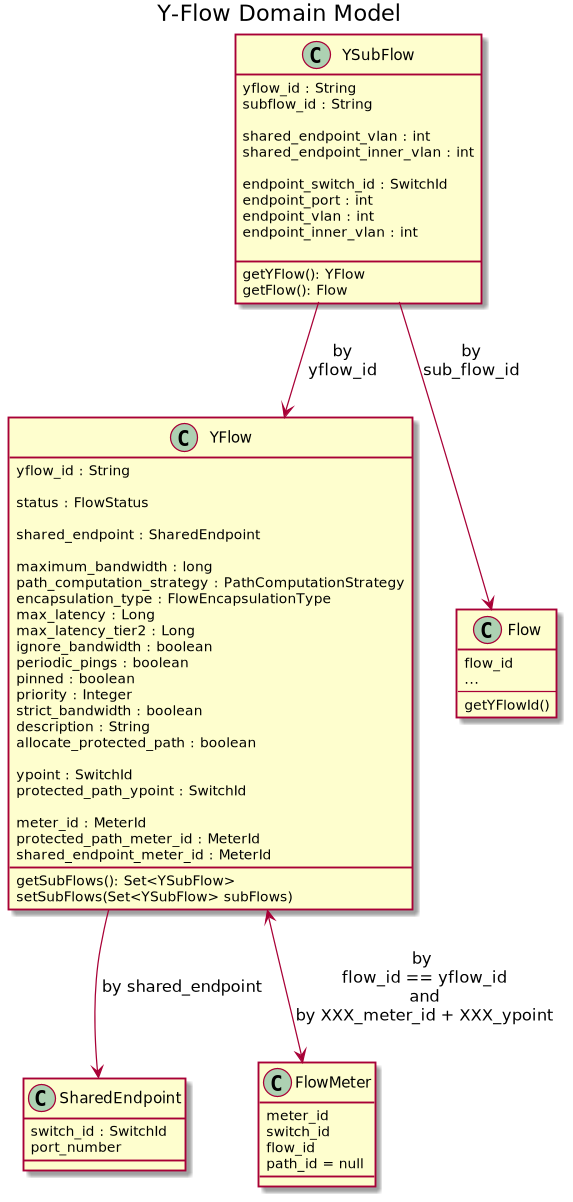 Y-Flow Domain Model
C YSubFlow
yflow_id : String
subflow_id : String
shared_endpoint_vlan : int
shared_endpoint_inner_vlan : int
endpoint_switch_id : SwitchId
endpoint_port : int
endpoint_vlan : int
endpoint_inner_vlan : int
getYFlow(): YFlow
getFlow(): Flow
by
yflow_id
by
sub_flow_id
C YFlow
yflow_id : String
status : FlowStatus
shared_endpoint : SharedEndpoint
maximum_bandwidth : long
path_computation_strategy : PathComputationStrategy
encapsulation_type : FlowEncapsulationType
max_latency : Long
max_latency_tier2 : Long
ignore_bandwidth : boolean
periodic_pings : boolean
pinned : boolean
priority : Integer
strict_bandwidth : boolean
description : String
allocate_protected_path : boolean
ypoint : SwitchId
protected_path_ypoint : SwitchId
meter_id : MeterId
protected_path_meter_id : MeterId
shared_endpoint_meter_id : MeterId
getSubFlows(): Set<YSubFlow>
setSubFlows(Set<YSubFlow> subFlows)
C Flow
flow_id
...
getYFlowId()
by shared_endpoint
by
flow_id == yflow_id
and
by XXX_meter_id + XXX_ypoint
C SharedEndpoint
switch_id : SwitchId
port_number
C FlowMeter
meter_id
switch_id
flow_id
path_id = null